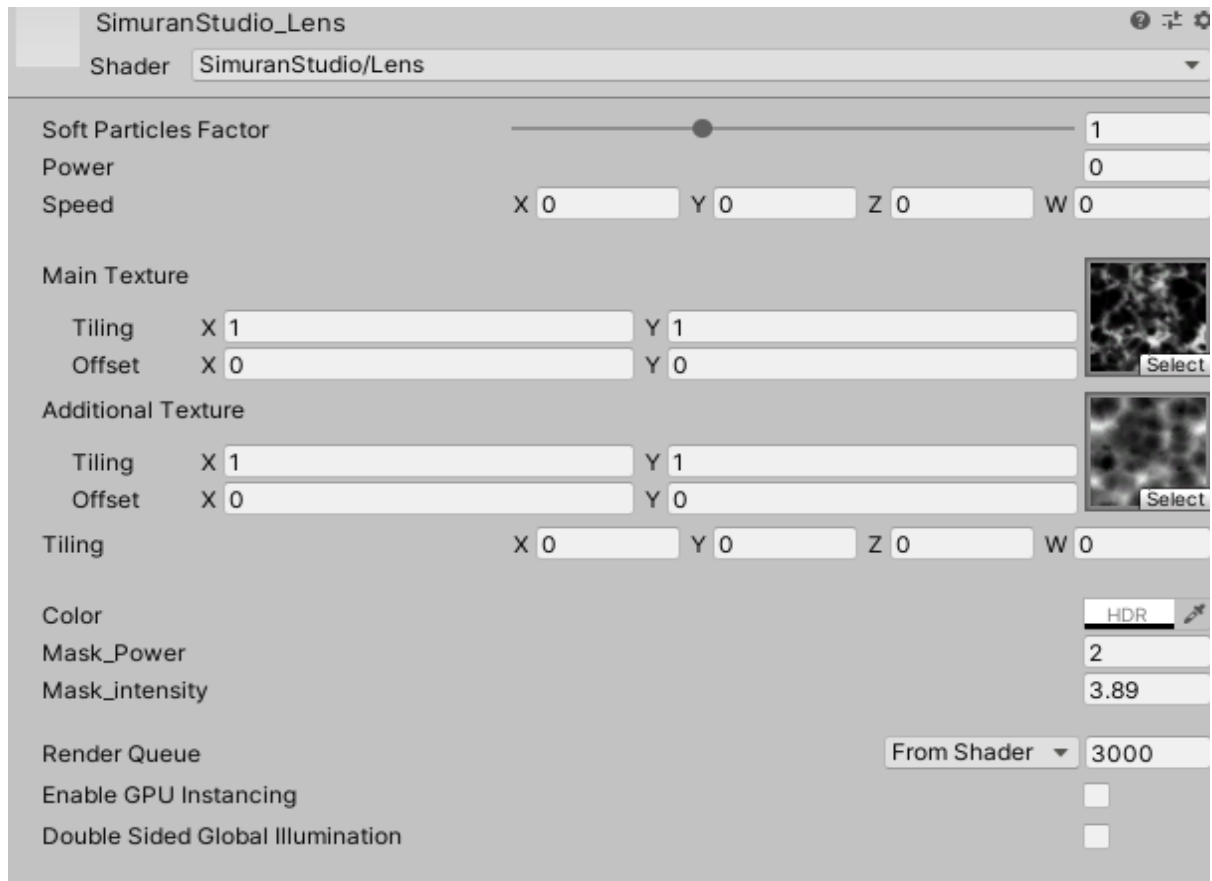 SimuranStudio_Lens
Shader SimuranStudio/Lens
Soft Particles Factor 1
Power 0
Speed X 0 Y 0 Z 0 W 0
Main Texture
Tiling X 1 Y 1
Offset X 0 Y 0 Select
Additional Texture
Tiling X 1 Y 1
Offset X 0 Y 0 Select
Tiling X 0 Y 0 Z 0 W 0
Color HDR
Mask_Power 2
Mask_intensity 3.89
Render Queue From Shader 3000
Enable GPU Instancing
Double Sided Global Illumination